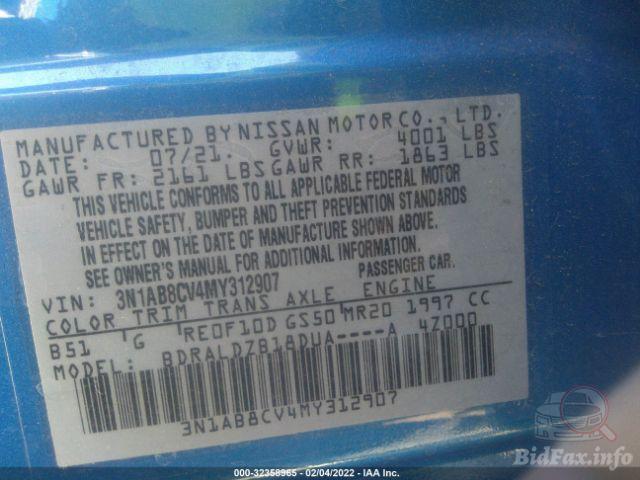 MANUFACTURED BY NISSAN MOTOR CO., LTD.
DATE: 07/21. GVWR: 4001 LBS
GAWR FR: 2161 LBS GAWR RR: 1863 LBS
THIS VEHICLE CONFORMS TO ALL APPLICABLE FEDERAL MOTOR
VEHICLE SAFETY, BUMPER AND THEFT PREVENTION STANDARDS
IN EFFECT ON THE DATE OF MANUFACTURE SHOWN ABOVE.
SEE OWNER'S MANUAL FOR ADDITIONAL INFORMATION.
VIN: 3N1AB8CV4MY312907 PASSENGER CAR.
COLOR TRIM TRANS AXLE ENGINE
B51 G RE0F10D GS50 MR20 1997 CC
MODEL: BDRALDZB18DUA----A 4Z000
3N1AB8CV4MY312907
000-32358965 - 02/04/2022 - IAA Inc.
BidFax.info